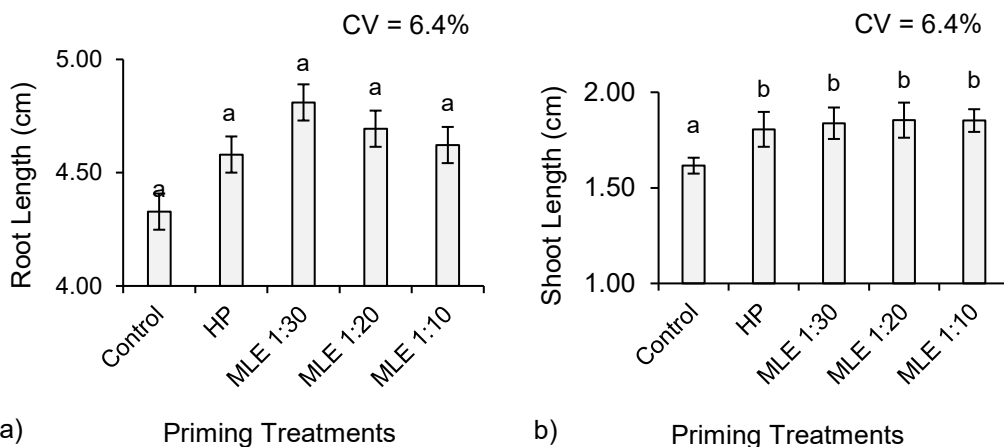 CV = 6.4%
5.00
4.50
4.00
Root Length (cm)
a
a
a
a
a
Control
HP
MLE 1:30
MLE 1:20
MLE 1:10
a)
Priming Treatments
CV = 6.4%
2.00
1.50
1.00
Shoot Length (cm)
a
b
b
b
b
Control
HP
MLE 1:30
MLE 1:20
MLE 1:10
b)
Priming Treatments